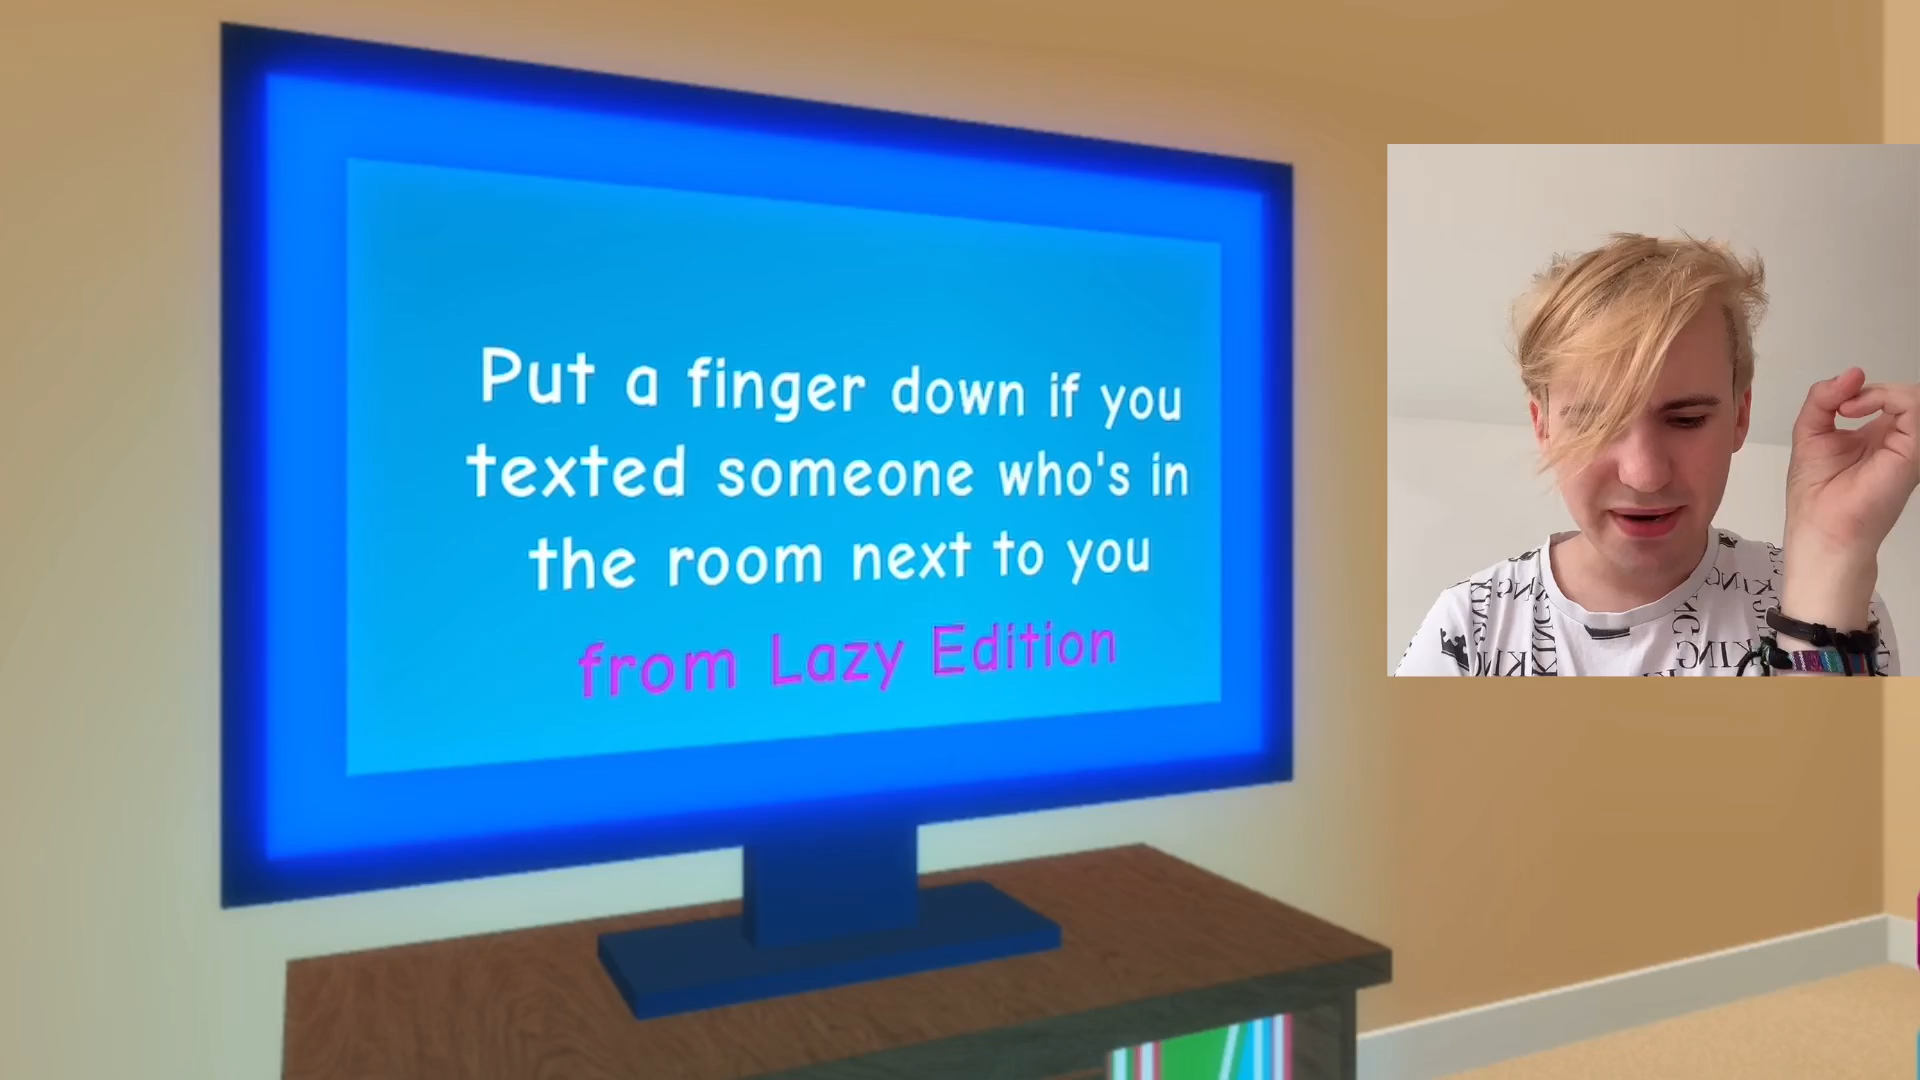 Put a finger down if you
texted someone who's in
the room next to you
from Lazy Edition